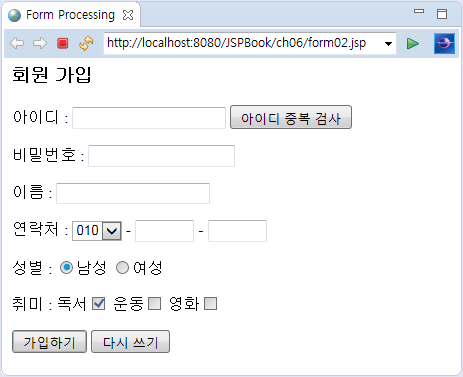 Form Processing
http://localhost:8080/JSPBook/ch06/form02.jsp
회원 가입
아이디 : 아이디 중복 검사
비밀번호 :
이름 :
연락처 : 010 - -
성별 : 남성 여성
취미 : 독서 운동 영화
가입하기 다시 쓰기